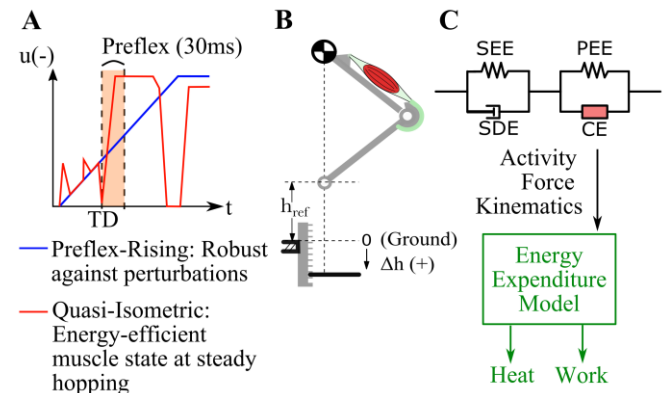 A
Preflex (30ms)
u(-)
TD
t
Preflex-Rising: Robust
against perturbations
Quasi-Isometric:
Energy-efficient
muscle state at steady
hopping
B
h_ref
0 (Ground)
Δh (+)
C
SEE
PEE
SDE
CE
Activity
Force
Kinematics
Energy
Expenditure
Model
Heat
Work